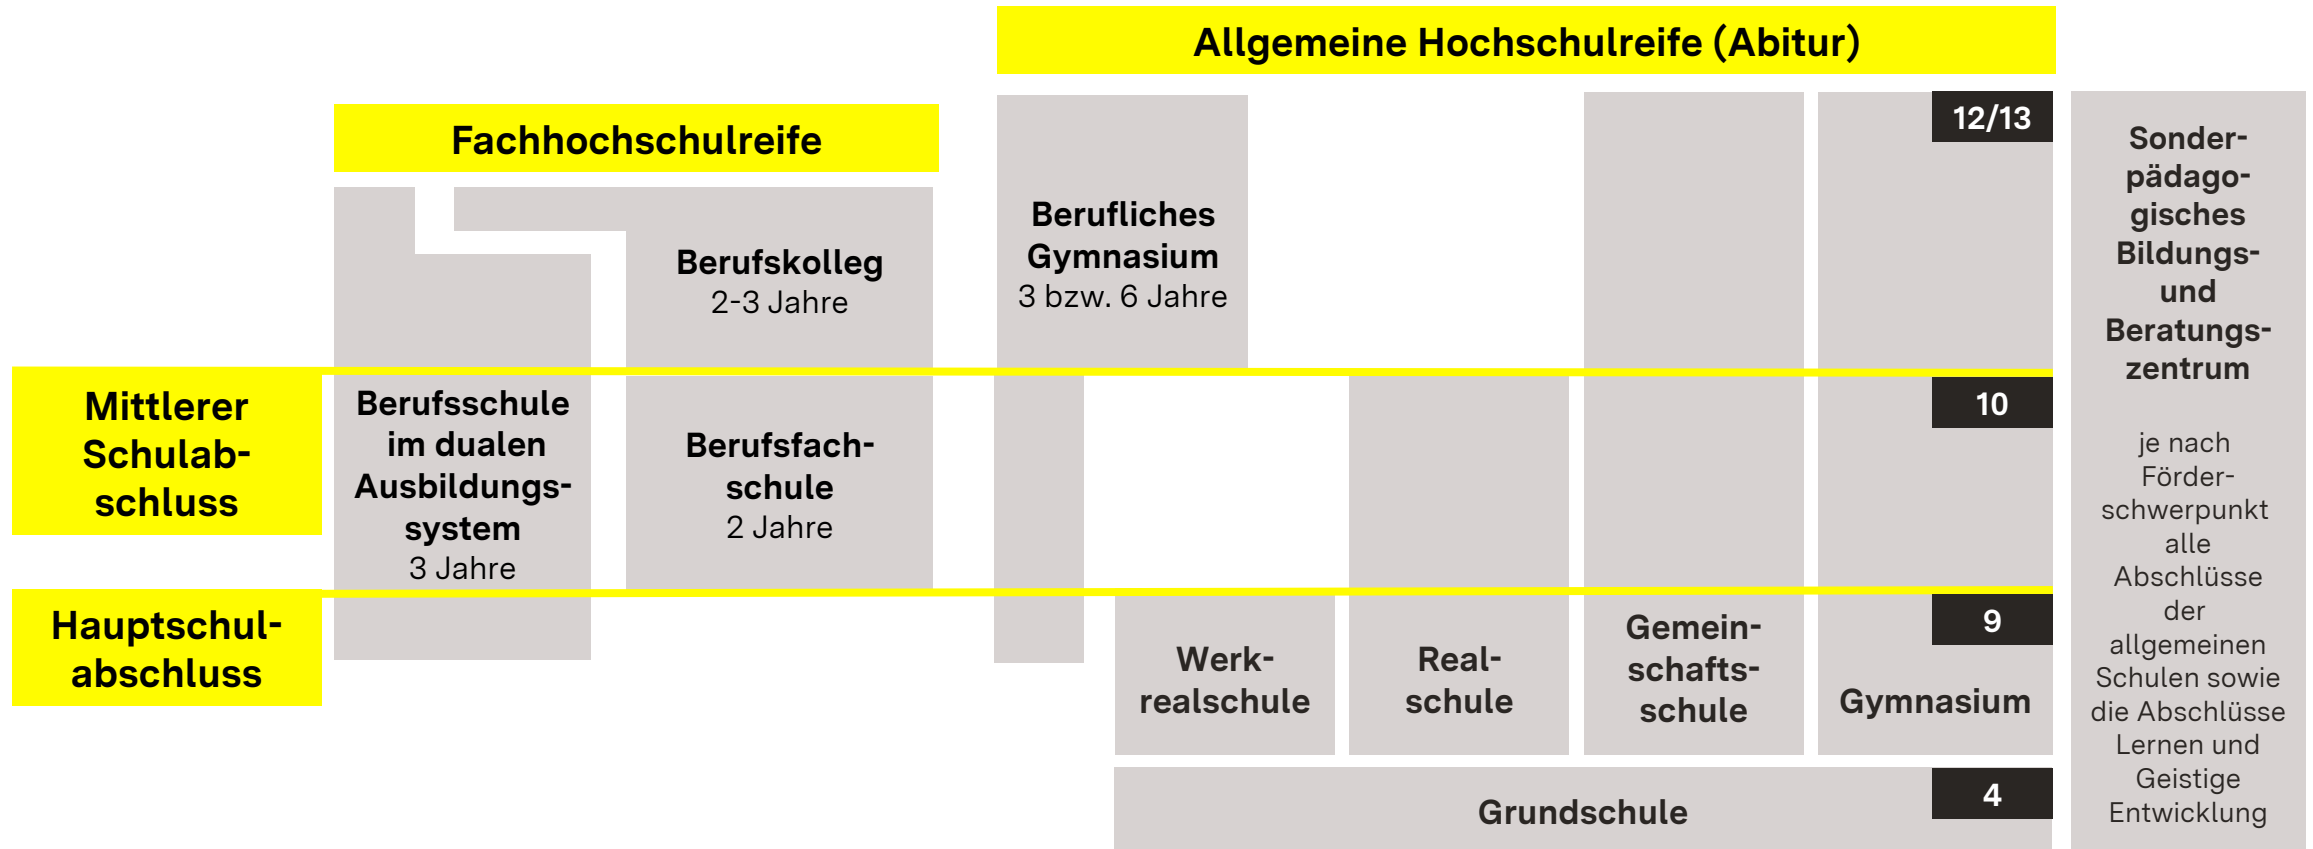 Allgemeine Hochschulreife (Abitur)
Fachhochschulreife
Berufskolleg
2-3 Jahre
Berufliches
Gymnasium
3 bzw. 6 Jahre
12/13
Mittlerer
Schulab-
schluss
Berufsschule
im dualen
Ausbildungs-
system
3 Jahre
Berufsfach-
schule
2 Jahre
10
Hauptschul-
abschluss
Werk-
realschule
Real-
schule
Gemein-
schafts-
schule
9
Gymnasium
Grundschule
4
Sonder-
pädago-
gisches
Bildungs-
und
Beratungs-
zentrum
je nach
Förder-
schwerpunkt
alle
Abschlüsse
der
allgemeinen
Schulen sowie
die Abschlüsse
Lernen und
Geistige
Entwicklung